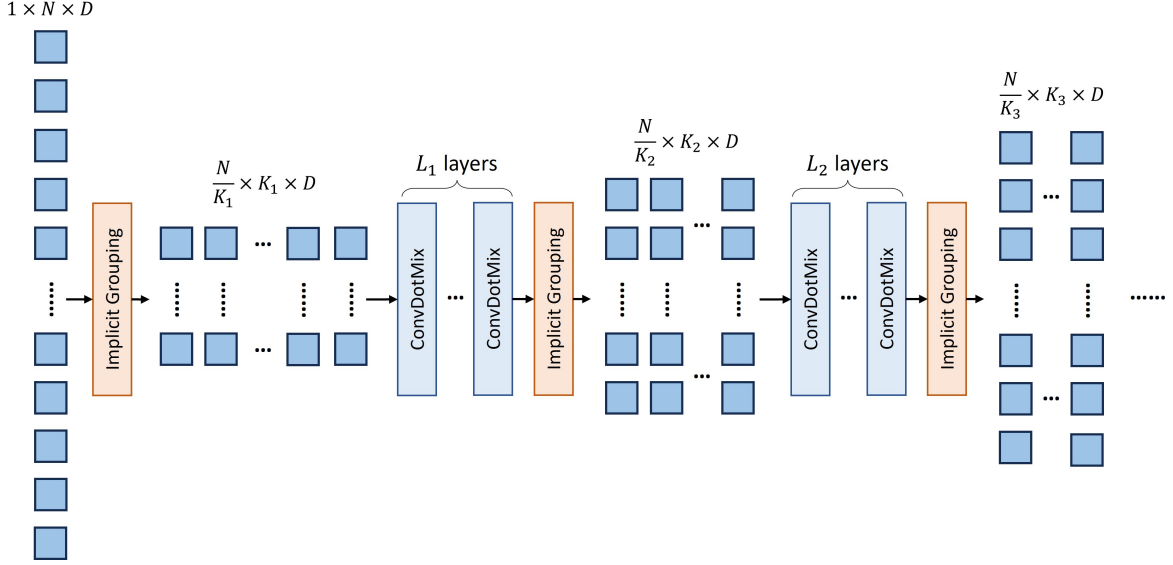 1 × N × D
Implicit Grouping
N/K₁ × K₁ × D
L₁ layers
ConvDotMix
...
ConvDotMix
Implicit Grouping
N/K₂ × K₂ × D
L₂ layers
ConvDotMix
...
ConvDotMix
Implicit Grouping
N/K₃ × K₃ × D
......